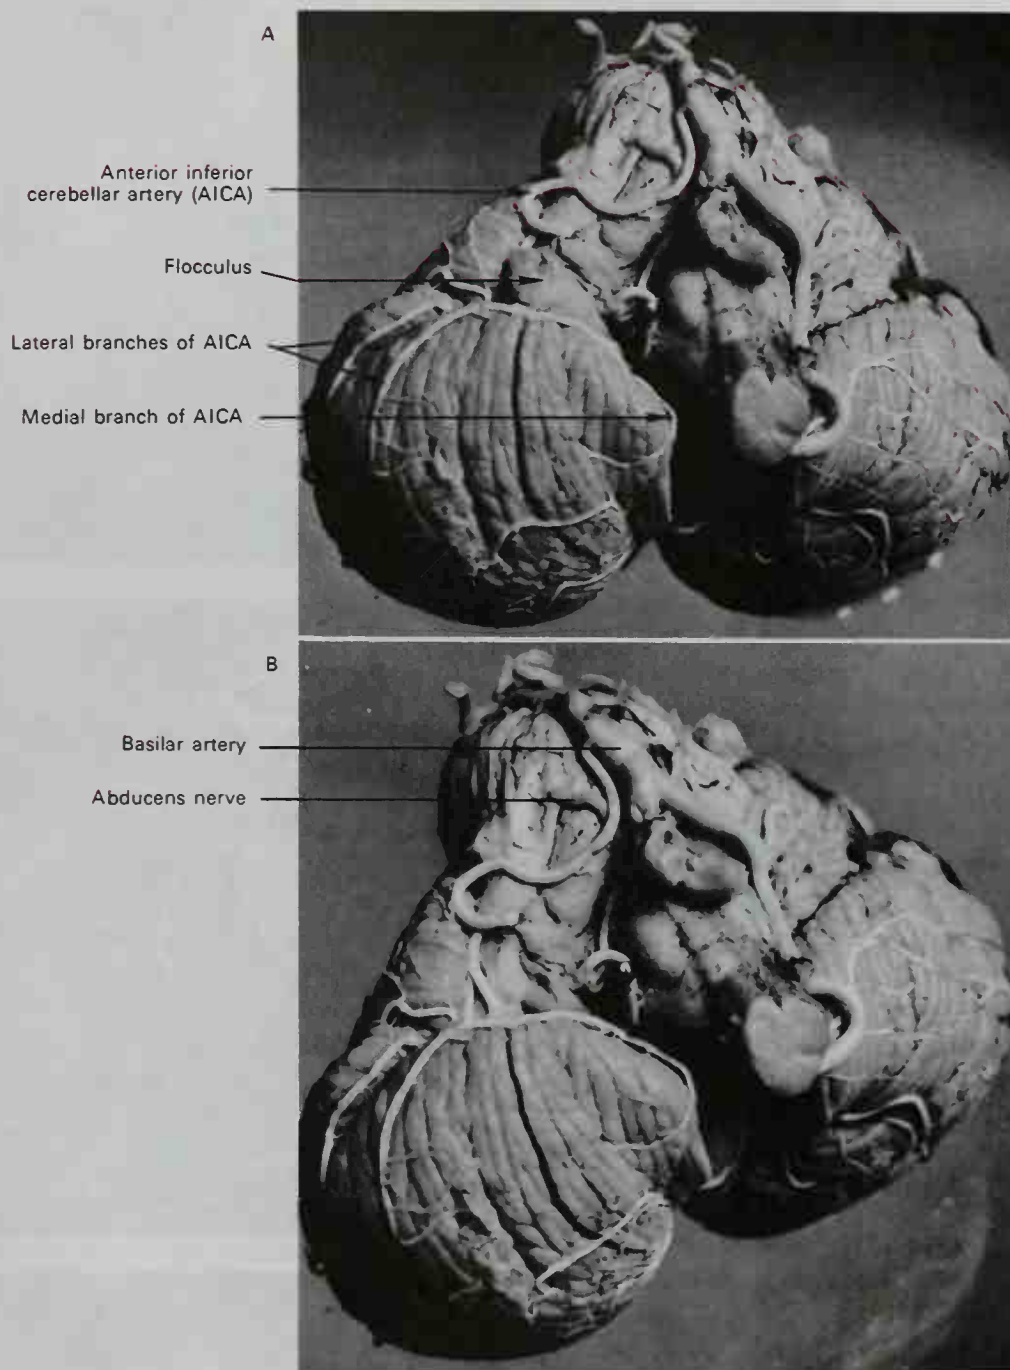 A
Anterior inferior
cerebellar artery (AICA)
Flocculus
Lateral branches of AICA
Medial branch of AICA
B
Basilar artery
Abducens nerve